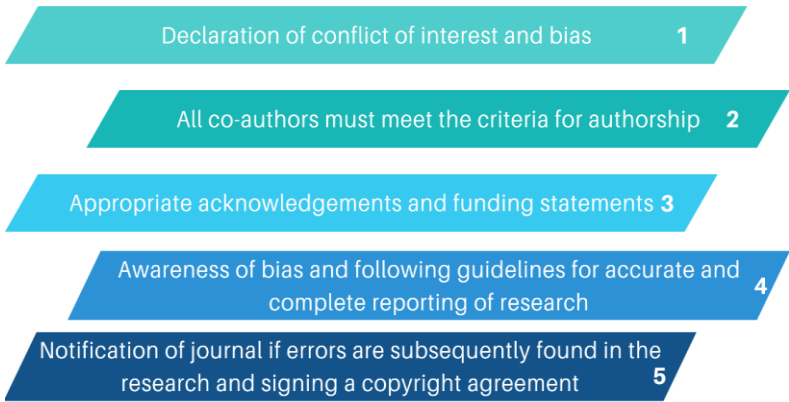 Declaration of conflict of interest and bias 1
All co-authors must meet the criteria for authorship 2
Appropriate acknowledgements and funding statements 3
Awareness of bias and following guidelines for accurate and
complete reporting of research 4
Notification of journal if errors are subsequently found in the
research and signing a copyright agreement 5